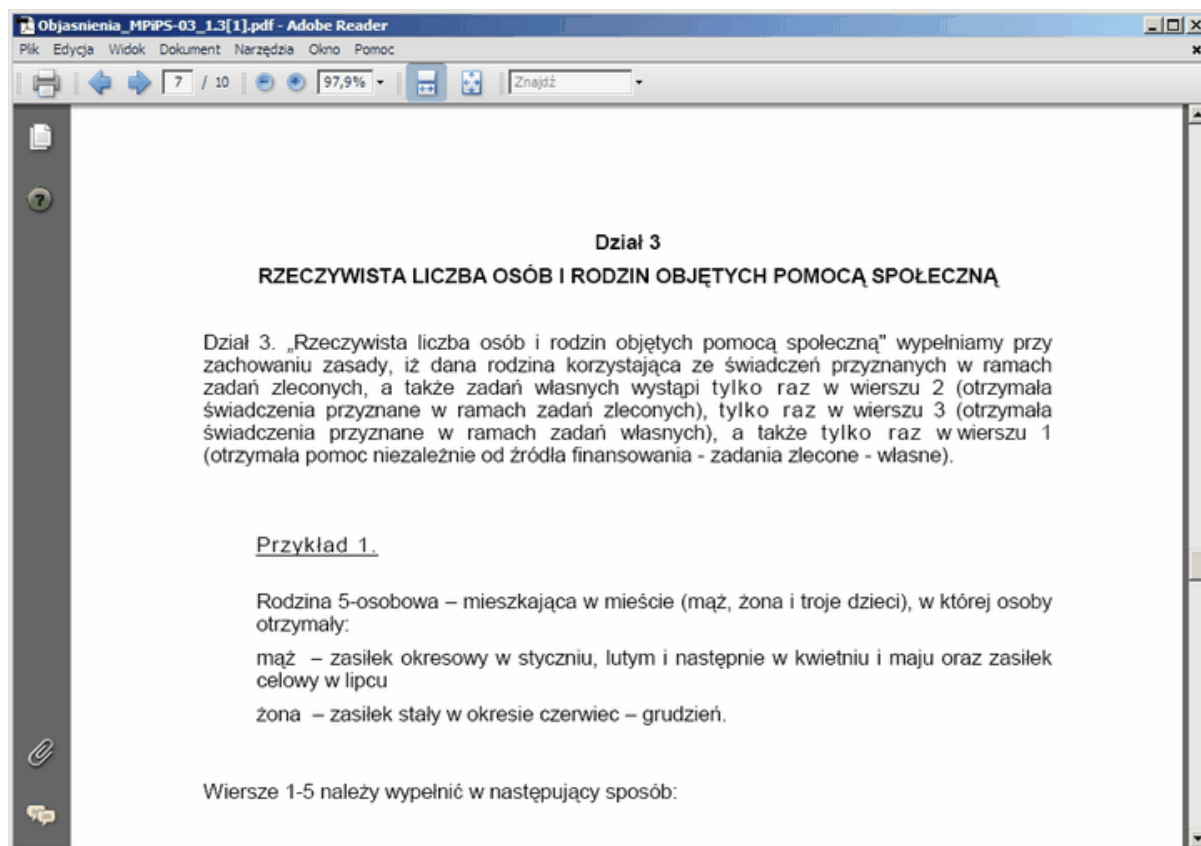 Objasnienia_MPiPS-03_1.3[1].pdf - Adobe Reader
Plik Edycja Widok Dokument Narzędzia Okno Pomoc
7 / 10 97,9% Znajdź
Dział 3
RZECZYWISTA LICZBA OSÓB I RODZIN OBJĘTYCH POMOCĄ SPOŁECZNĄ
Dział 3. „Rzeczywista liczba osób i rodzin objętych pomocą społeczną" wypełniamy przy
zachowaniu zasady, iż dana rodzina korzystająca ze świadczeń przyznanych w ramach
zadań zleconych, a także zadań własnych wystąpi tylko raz w wierszu 2 (otrzymała
świadczenia przyznane w ramach zadań zleconych), tylko raz w wierszu 3 (otrzymała
świadczenia przyznane w ramach zadań własnych), a także tylko raz w wierszu 1
(otrzymała pomoc niezależnie od źródła finansowania - zadania zlecone - własne).
Przykład 1.
Rodzina 5-osobowa – mieszkająca w mieście (mąż, żona i troje dzieci), w której osoby
otrzymały:
mąż – zasiłek okresowy w styczniu, lutym i następnie w kwietniu i maju oraz zasiłek
celowy w lipcu
żona – zasiłek stały w okresie czerwiec – grudzień.
Wiersze 1-5 należy wypełnić w następujący sposób: